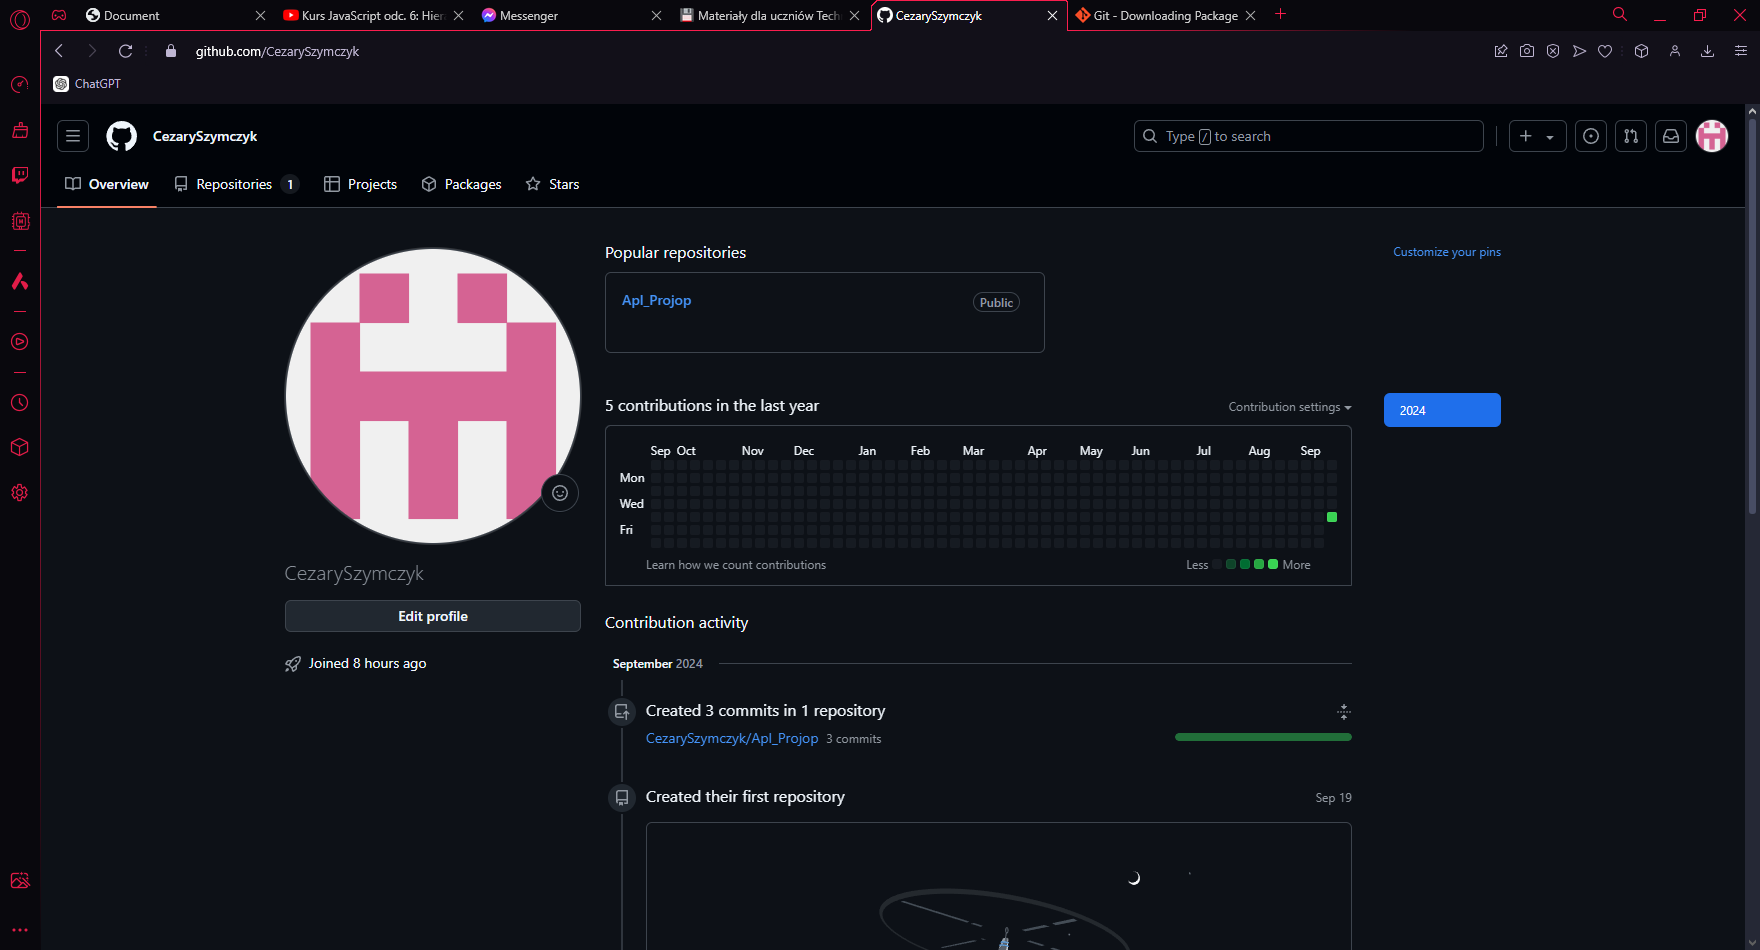 Document
Kurs JavaScript odc. 6: Hier
Messenger
Materiały dla uczniów Tech
CezarySzymczyk
Git - Downloading Package
github.com/CezarySzymczyk
ChatGPT
CezarySzymczyk
Type / to search
Overview
Repositories 1
Projects
Packages
Stars
Popular repositories
Customize your pins
Public
5 contributions in the last year
Contribution settings
2024
Sep Oct Nov Dec Jan Feb Mar Apr May Jun Jul Aug Sep
Mon
Wed
Fri
Learn how we count contributions
Less More
CezarySzymczyk
Edit profile
Joined 8 hours ago
Contribution activity
September 2024
Created 3 commits in 1 repository
3 commits
Created their first repository
Sep 19